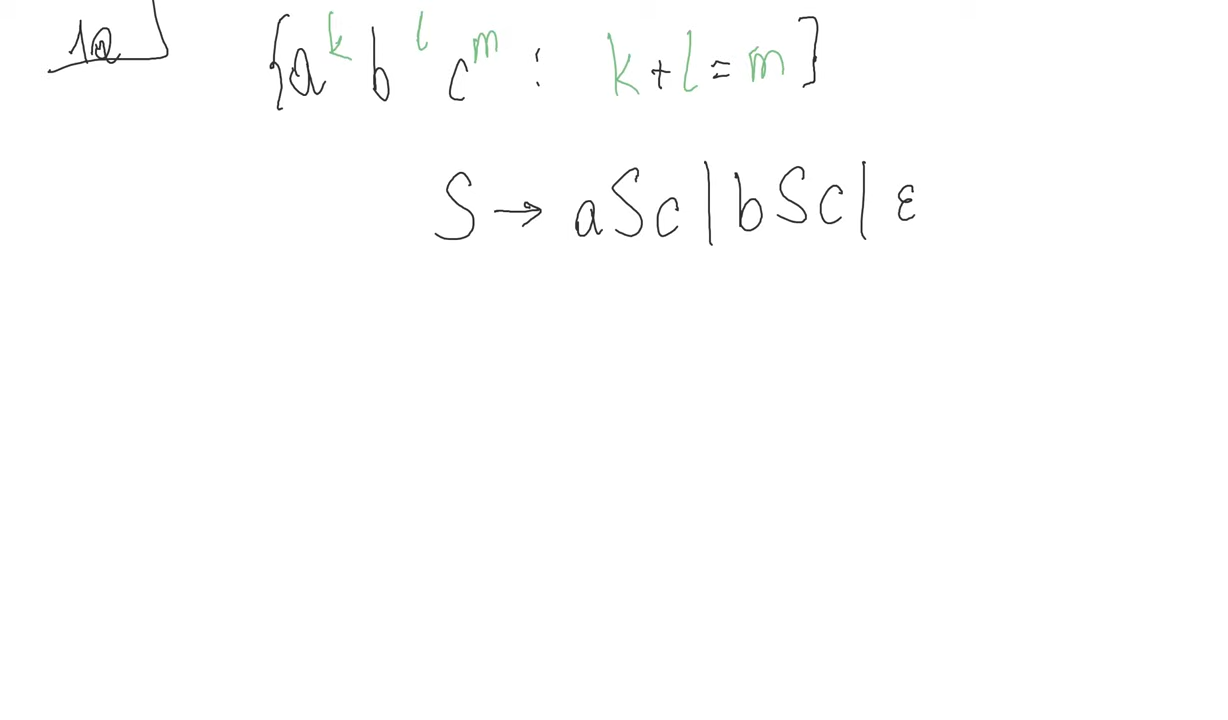 1a
{a^k b^l c^m : k + l = m}
S → aSc | bSc | ε